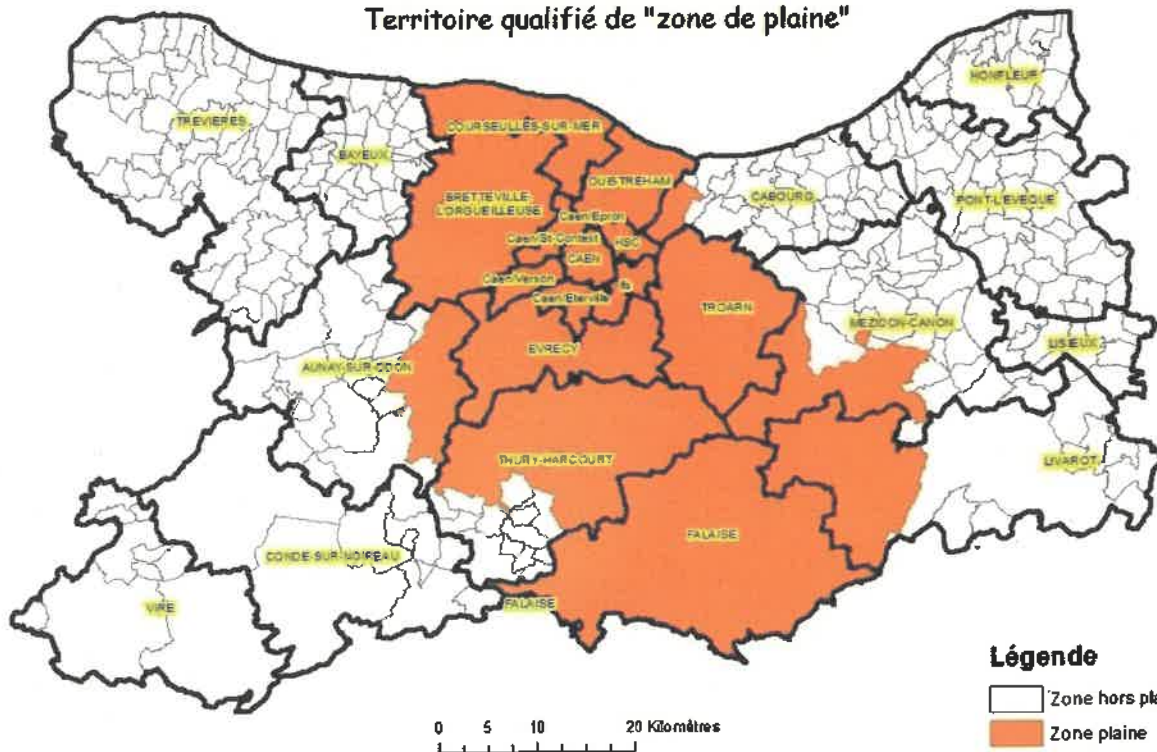 Territoire qualifié de "zone de plaine"
HONFLEUR
TREVIERES
COURSEULLES-SUR-MER
BAYEUX
OUISTREHAM
BRETTEVILLE
L'ORGUEILLEUSE
CABOURG
PONT-L'EVEQUE
Caen/Epron
Caen/St-Contest
HSC
CAEN
Caen/Verson
Ifs
Caen/Eterville
TROARN
MEZIDON-CANON
EVRECY
LISIEUX
AUNAY-SUR-ODON
THURY-HARCOURT
LIVAROT
FALAISE
CONDE-SUR-NOIREAU
VIRE
FALAISE
Légende
Zone hors pla
Zone plaine
0 5 10 20 Kilomètres